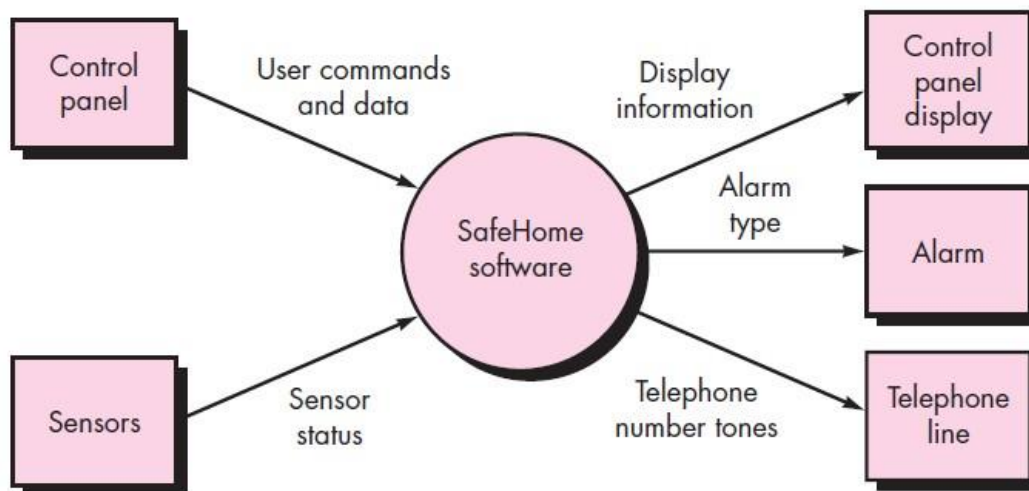 Control
panel
User commands
and data
Display
information
Control
panel
display
SafeHome
software
Alarm
type
Alarm
Sensors
Sensor
status
Telephone
number tones
Telephone
line